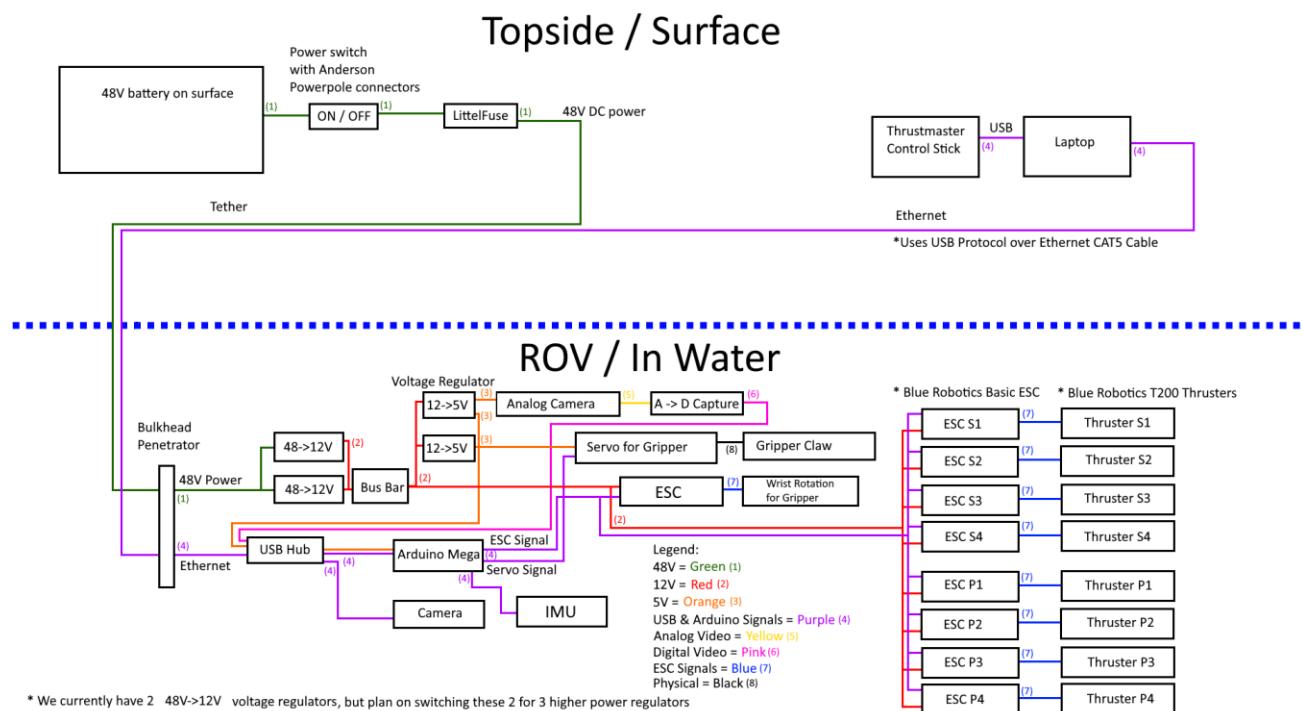 Topside / Surface
Power switch
with Anderson
Powerpole connectors
48V battery on surface
(1)
ON / OFF
(1)
LittelFuse
(1)
48V DC power
Thrustmaster
Control Stick
USB
(4)
Laptop
(4)
Tether
Ethernet
*Uses USB Protocol over Ethernet CAT5 Cable
ROV / In Water
Voltage Regulator
12->5V
(3)
(3)
Analog Camera
(5)
A -> D Capture
(6)
12->5V
(3)
Servo for Gripper
(8)
Gripper Claw
Bulkhead
Penetrator
48V Power
(1)
48->12V
(2)
48->12V
Bus Bar
(2)
ESC
(7)
Wrist Rotation
for Gripper
(2)
(4)
Ethernet
USB Hub
(4)
(4)
Arduino Mega
ESC Signal
(4)
Servo Signal
(4)
Camera
IMU
Legend:
48V = Green (1)
12V = Red (2)
5V = Orange (3)
USB & Arduino Signals = Purple (4)
Analog Video = Yellow (5)
Digital Video = Pink (6)
ESC Signals = Blue (7)
Physical = Black (8)
* Blue Robotics Basic ESC
* Blue Robotics T200 Thrusters
ESC S1
(7)
Thruster S1
ESC S2
(7)
Thruster S2
ESC S3
(7)
Thruster S3
ESC S4
(7)
Thruster S4
ESC P1
(7)
Thruster P1
ESC P2
(7)
Thruster P2
ESC P3
(7)
Thruster P3
ESC P4
(7)
Thruster P4
* We currently have 2 48V->12V voltage regulators, but plan on switching these 2 for 3 higher power regulators